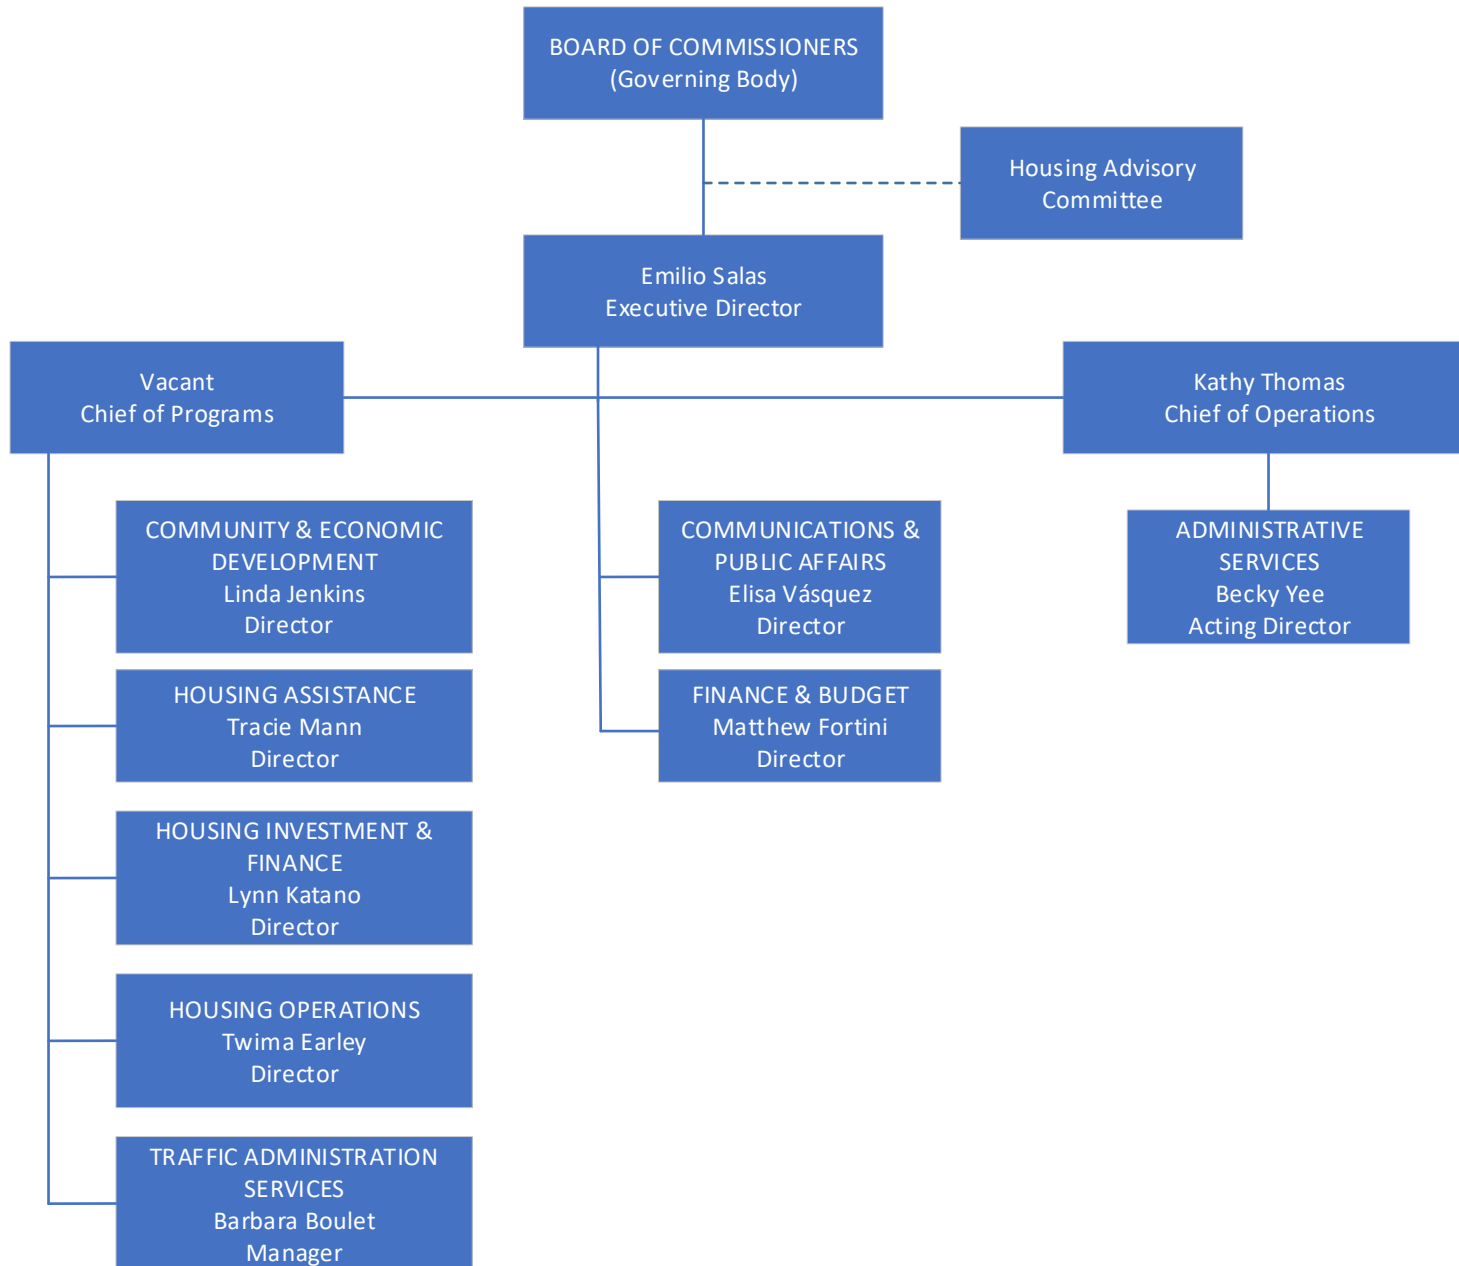 BOARD OF COMMISSIONERS
(Governing Body)
Housing Advisory
Committee
Emilio Salas
Executive Director
Vacant
Chief of Programs
Kathy Thomas
Chief of Operations
COMMUNITY & ECONOMIC
DEVELOPMENT
Linda Jenkins
Director
HOUSING ASSISTANCE
Tracie Mann
Director
HOUSING INVESTMENT &
FINANCE
Lynn Katano
Director
HOUSING OPERATIONS
Twima Earley
Director
TRAFFIC ADMINISTRATION
SERVICES
Barbara Boulet
Manager
COMMUNICATIONS &
PUBLIC AFFAIRS
Elisa Vásquez
Director
FINANCE & BUDGET
Matthew Fortini
Director
ADMINISTRATIVE
SERVICES
Becky Yee
Acting Director